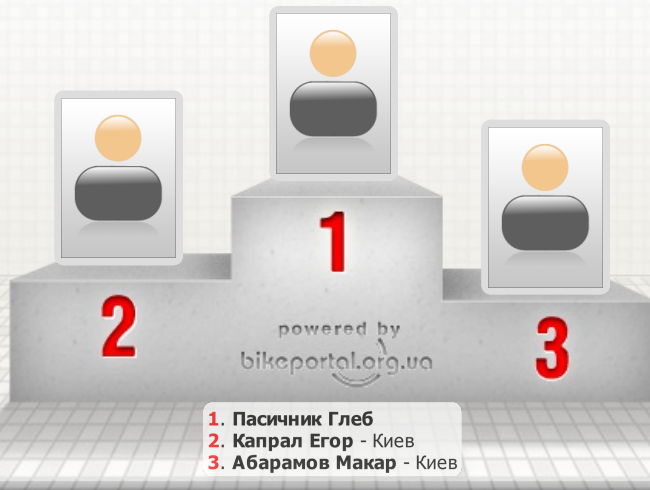 1
2
3
powered by
bikeportal.org.ua
1. Пасичник Глеб
2. Капрал Егор - Киев
3. Абарамов Макар - Киев